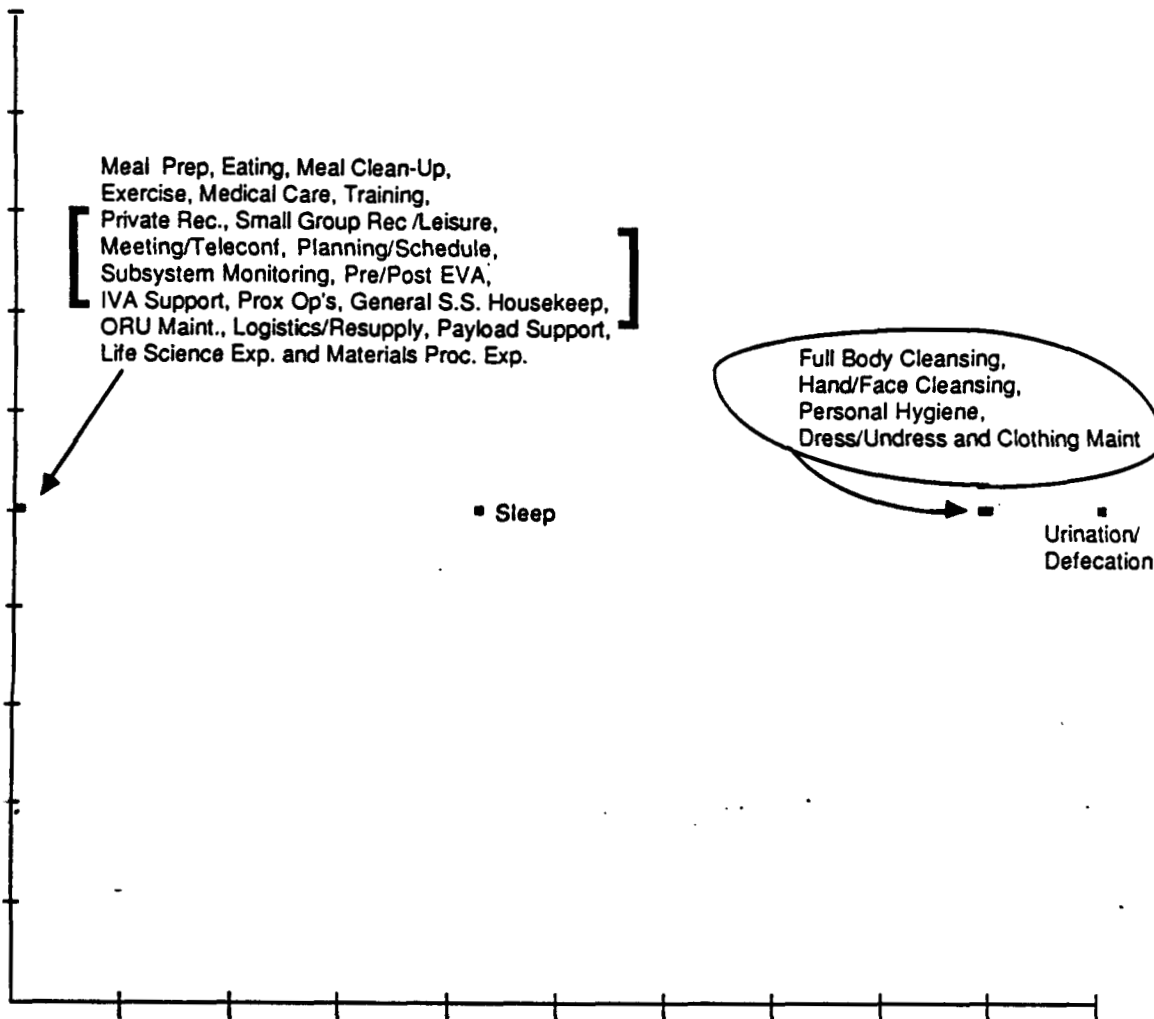 Meal Prep, Eating, Meal Clean-Up,
Exercise, Medical Care, Training,
Private Rec., Small Group Rec /Leisure,
Meeting/Teleconf, Planning/Schedule,
Subsystem Monitoring, Pre/Post EVA,
IVA Support, Prox Op's, General S.S. Housekeep,
ORU Maint., Logistics/Resupply, Payload Support,
Life Science Exp. and Materials Proc. Exp.
Full Body Cleansing,
Hand/Face Cleansing,
Personal Hygiene,
Dress/Undress and Clothing Maint
Sleep
Urination/
Defecation